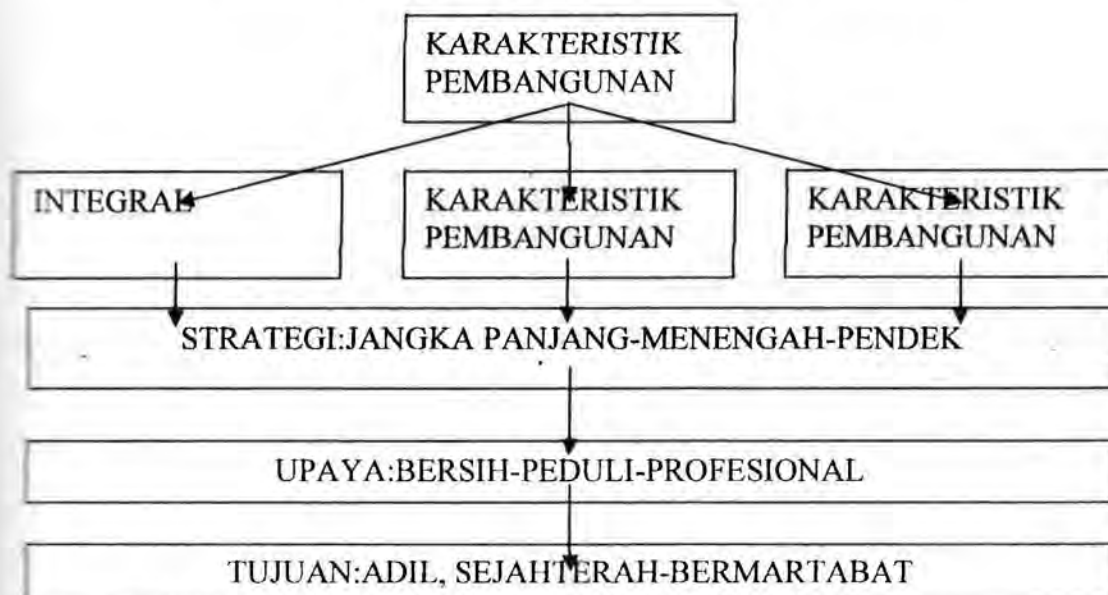 KARAKTERISTIK
PEMBANGUNAN
INTEGRAL
KARAKTERISTIK
PEMBANGUNAN
KARAKTERISTIK
PEMBANGUNAN
STRATEGI:JANGKA PANJANG-MENENGAH-PENDEK
UPAYA:BERSIH-PEDULI-PROFESIONAL
TUJUAN:ADIL, SEJAHTERAH-BERMARTABAT